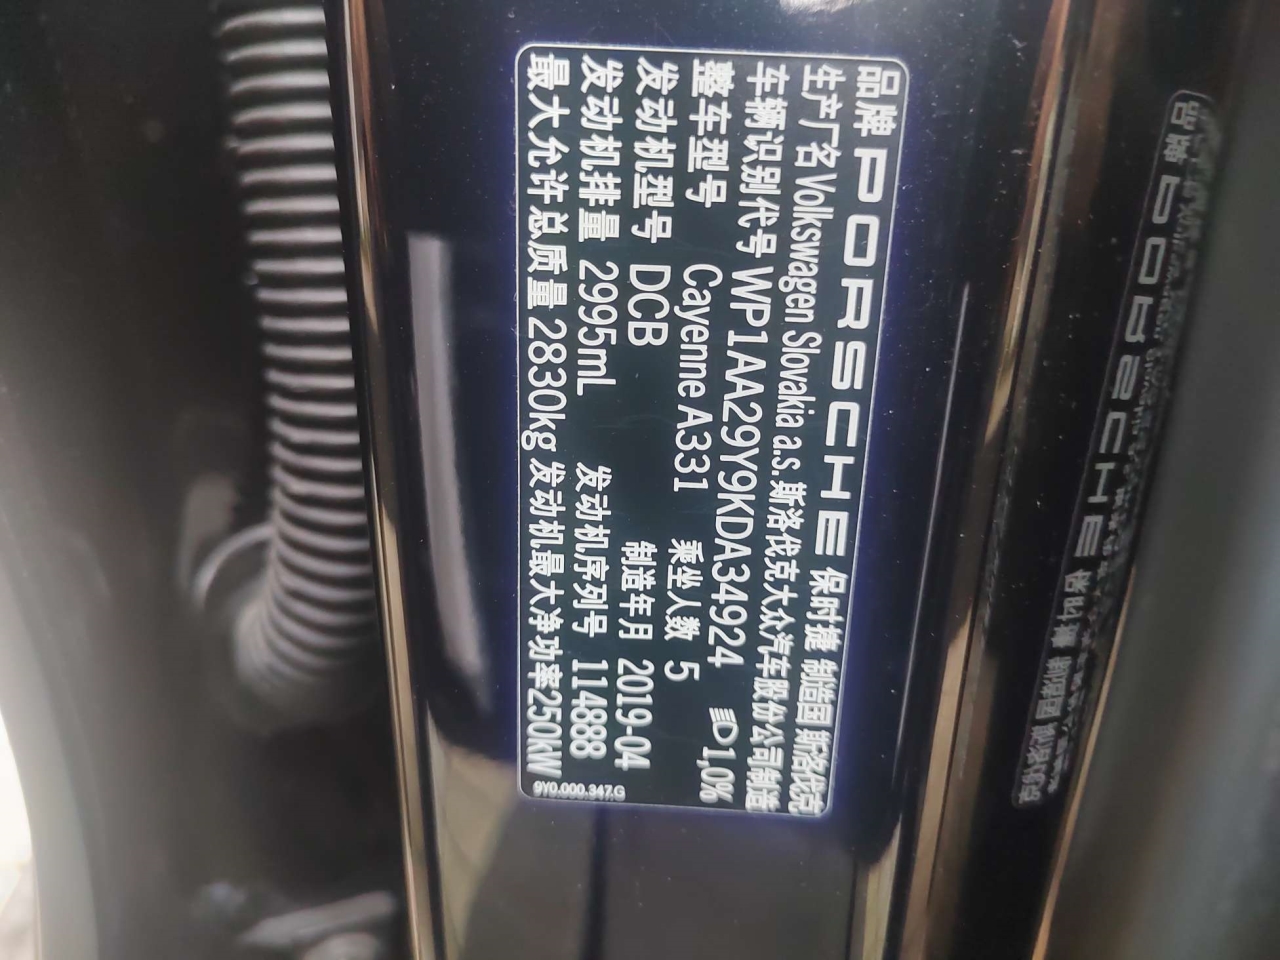 品牌 PORSCHE 保时捷 制造国 斯洛伐克
生产厂名 Volkswagen Slovakia a.s. 斯洛伐克大众汽车股份公司制造
车辆识别代号 WP1AA29Y9KDA34924
整车型号 Cayenne A331 乘坐人数 5 1,0%
发动机型号 DCB 制造年月 2019-04
发动机排量 2995mL 发动机序列号 114888
最大允许总质量 2830kg 发动机最大净功率250kW
9Y0.000.347.G